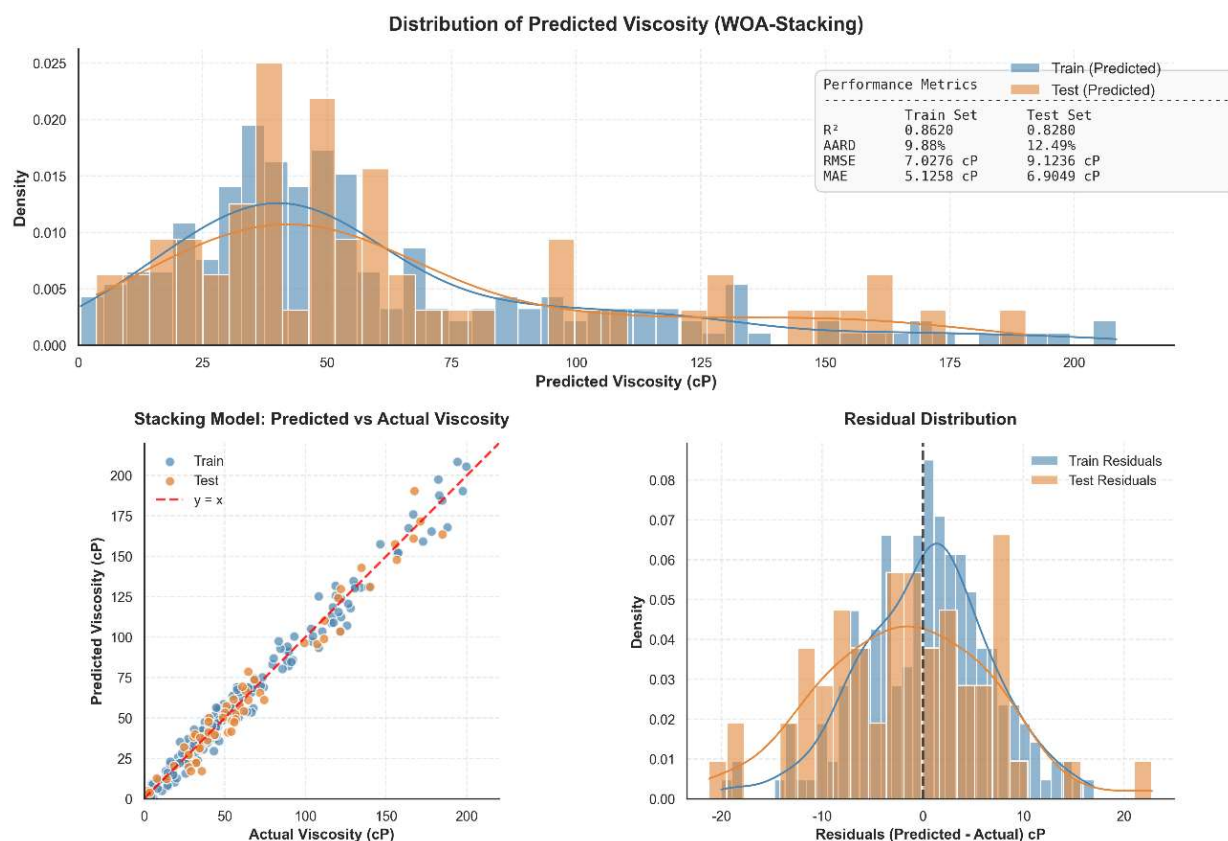 Distribution of Predicted Viscosity (WOA-Stacking)
0.025
0.020
0.015
0.010
0.005
0.000
Density
0 25 50 75 100 125 150 175 200
Predicted Viscosity (cP)
Train (Predicted)
Test (Predicted)
Performance Metrics
Train Set Test Set
R² 0.8620 0.8280
AARD 9.88% 12.49%
RMSE 7.0276 cP 9.1236 cP
MAE 5.1258 cP 6.9049 cP
Stacking Model: Predicted vs Actual Viscosity
Train
Test
y = x
200
175
150
125
100
75
50
25
0
Predicted Viscosity (cP)
0 50 100 150 200
Actual Viscosity (cP)
Residual Distribution
Train Residuals
Test Residuals
0.08
0.07
0.06
0.05
0.04
0.03
0.02
0.01
0.00
Density
-20 -10 0 10 20
Residuals (Predicted - Actual) cP